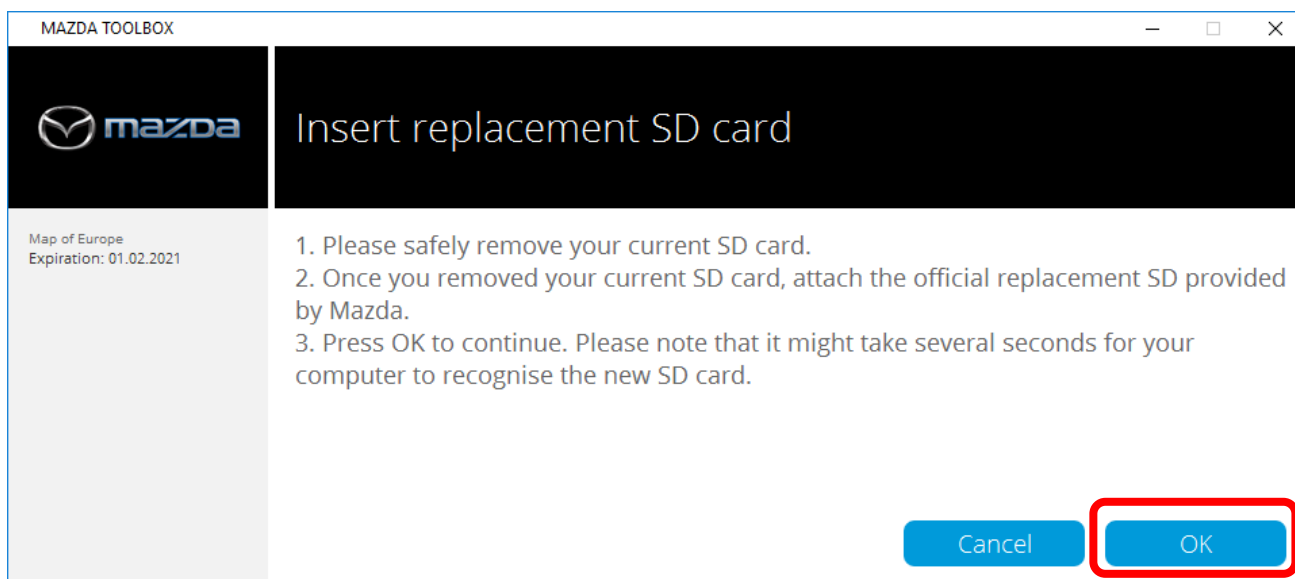 MAZDA TOOLBOX
mazda
Insert replacement SD card
Map of Europe
Expiration: 01.02.2021
1. Please safely remove your current SD card.
2. Once you removed your current SD card, attach the official replacement SD provided
by Mazda.
3. Press OK to continue. Please note that it might take several seconds for your
computer to recognise the new SD card.
Cancel
OK